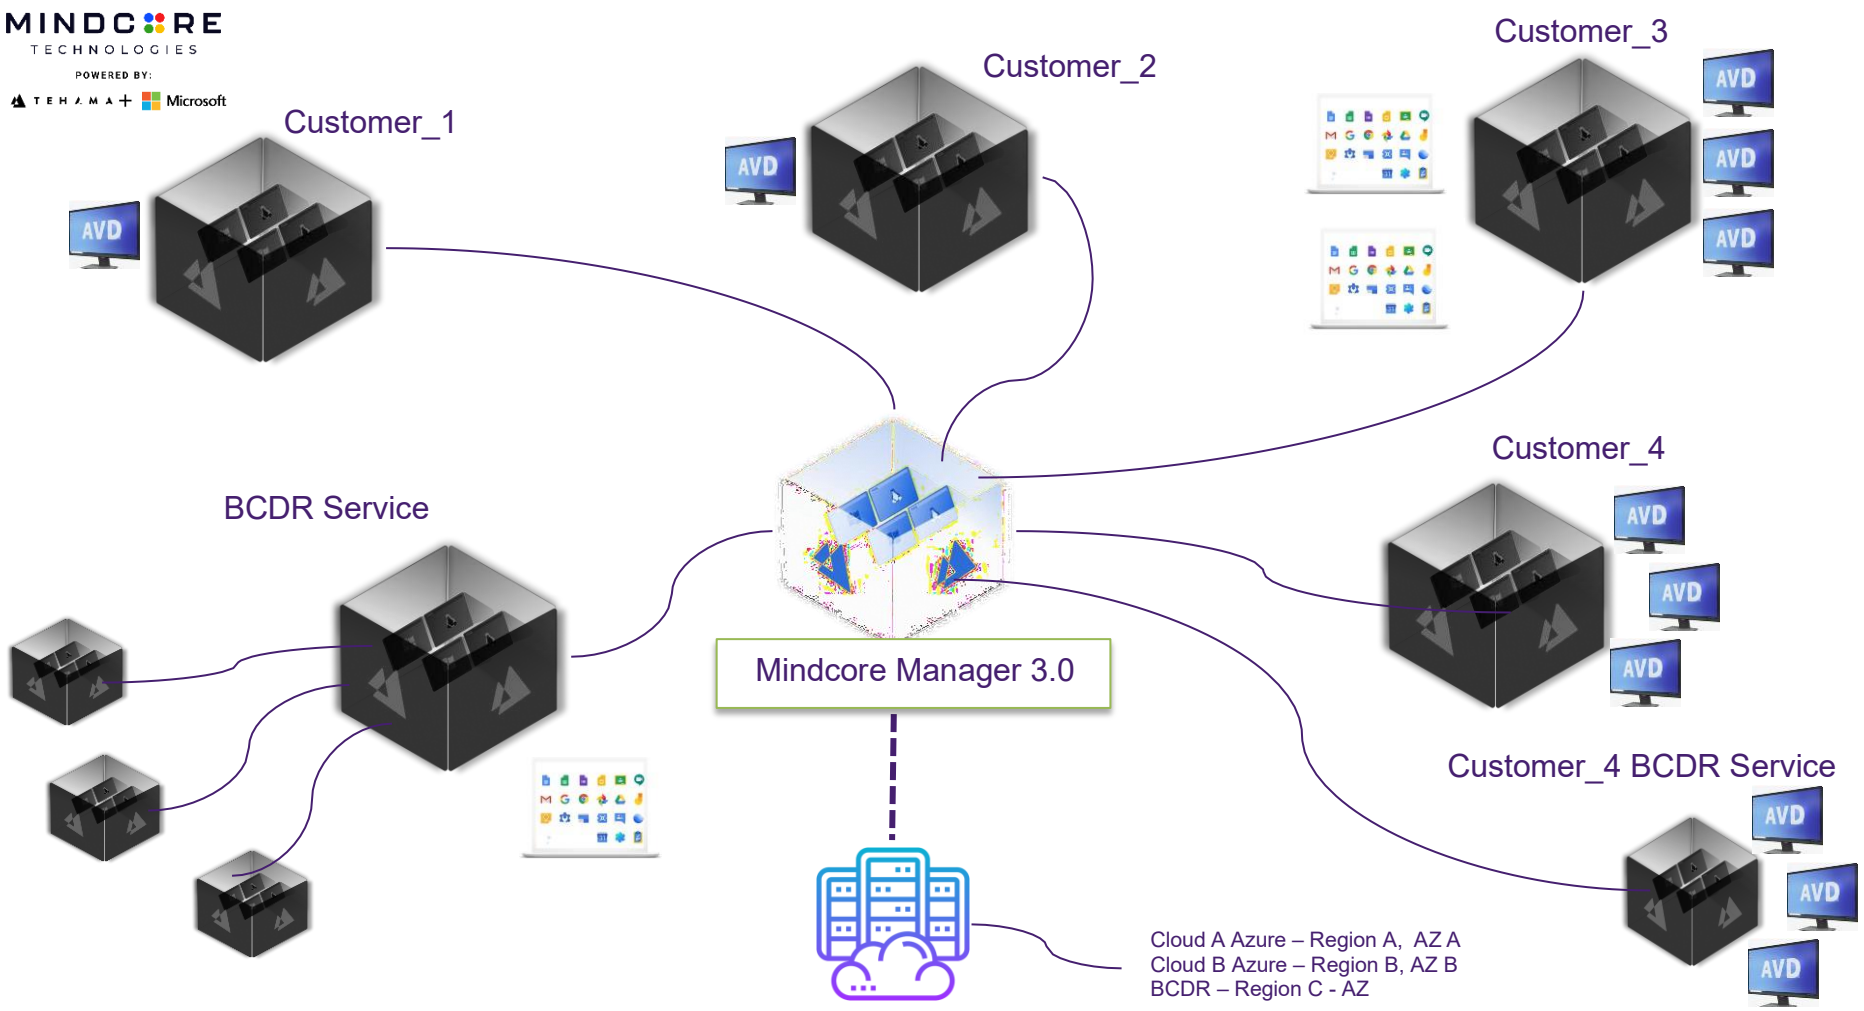 MINDCORE
TECHNOLOGIES
POWERED BY:
TEHAMA + Microsoft
Customer_1
Customer_2
Customer_3
AVD
AVD
AVD
AVD
AVD
Customer_4
AVD
AVD
AVD
BCDR Service
Mindcore Manager 3.0
Customer_4 BCDR Service
AVD
AVD
AVD
Cloud A Azure – Region A, AZ A
Cloud B Azure – Region B, AZ B
BCDR – Region C - AZ